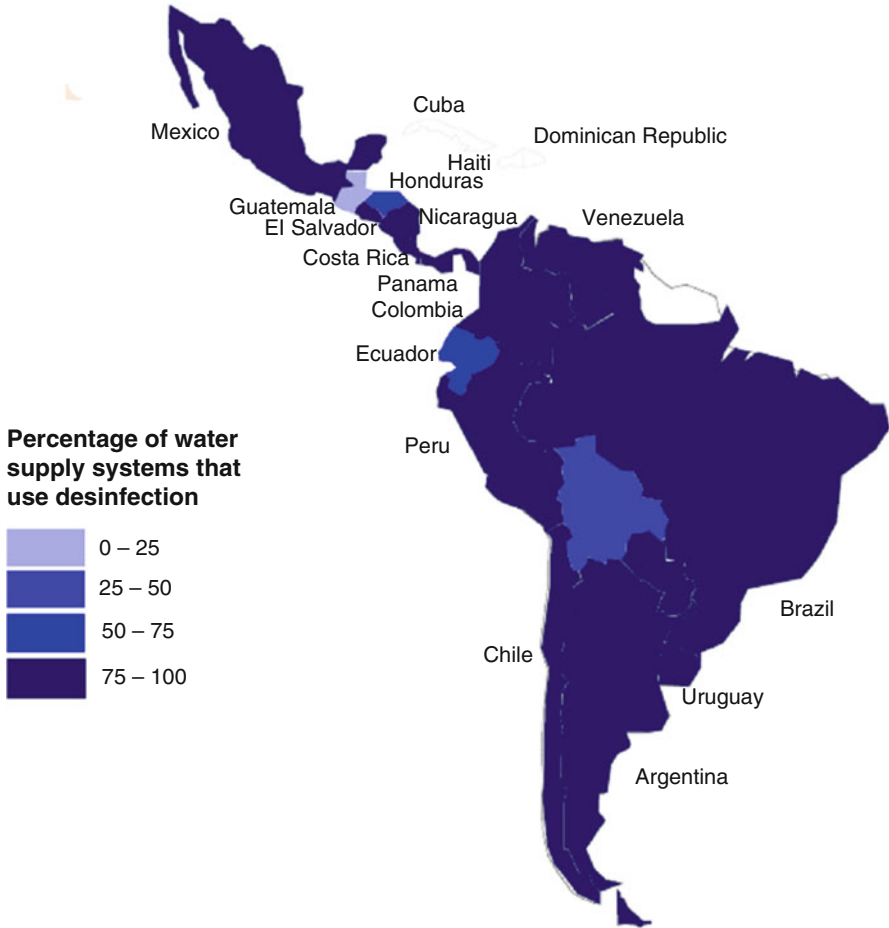 Cuba
Mexico
Dominican Republic
Haiti
Honduras
Guatemala
Nicaragua
Venezuela
El Salvador
Costa Rica
Panama
Colombia
Ecuador
Peru
Percentage of water
supply systems that
use desinfection
0 – 25
25 – 50
50 – 75
75 – 100
Brazil
Chile
Uruguay
Argentina